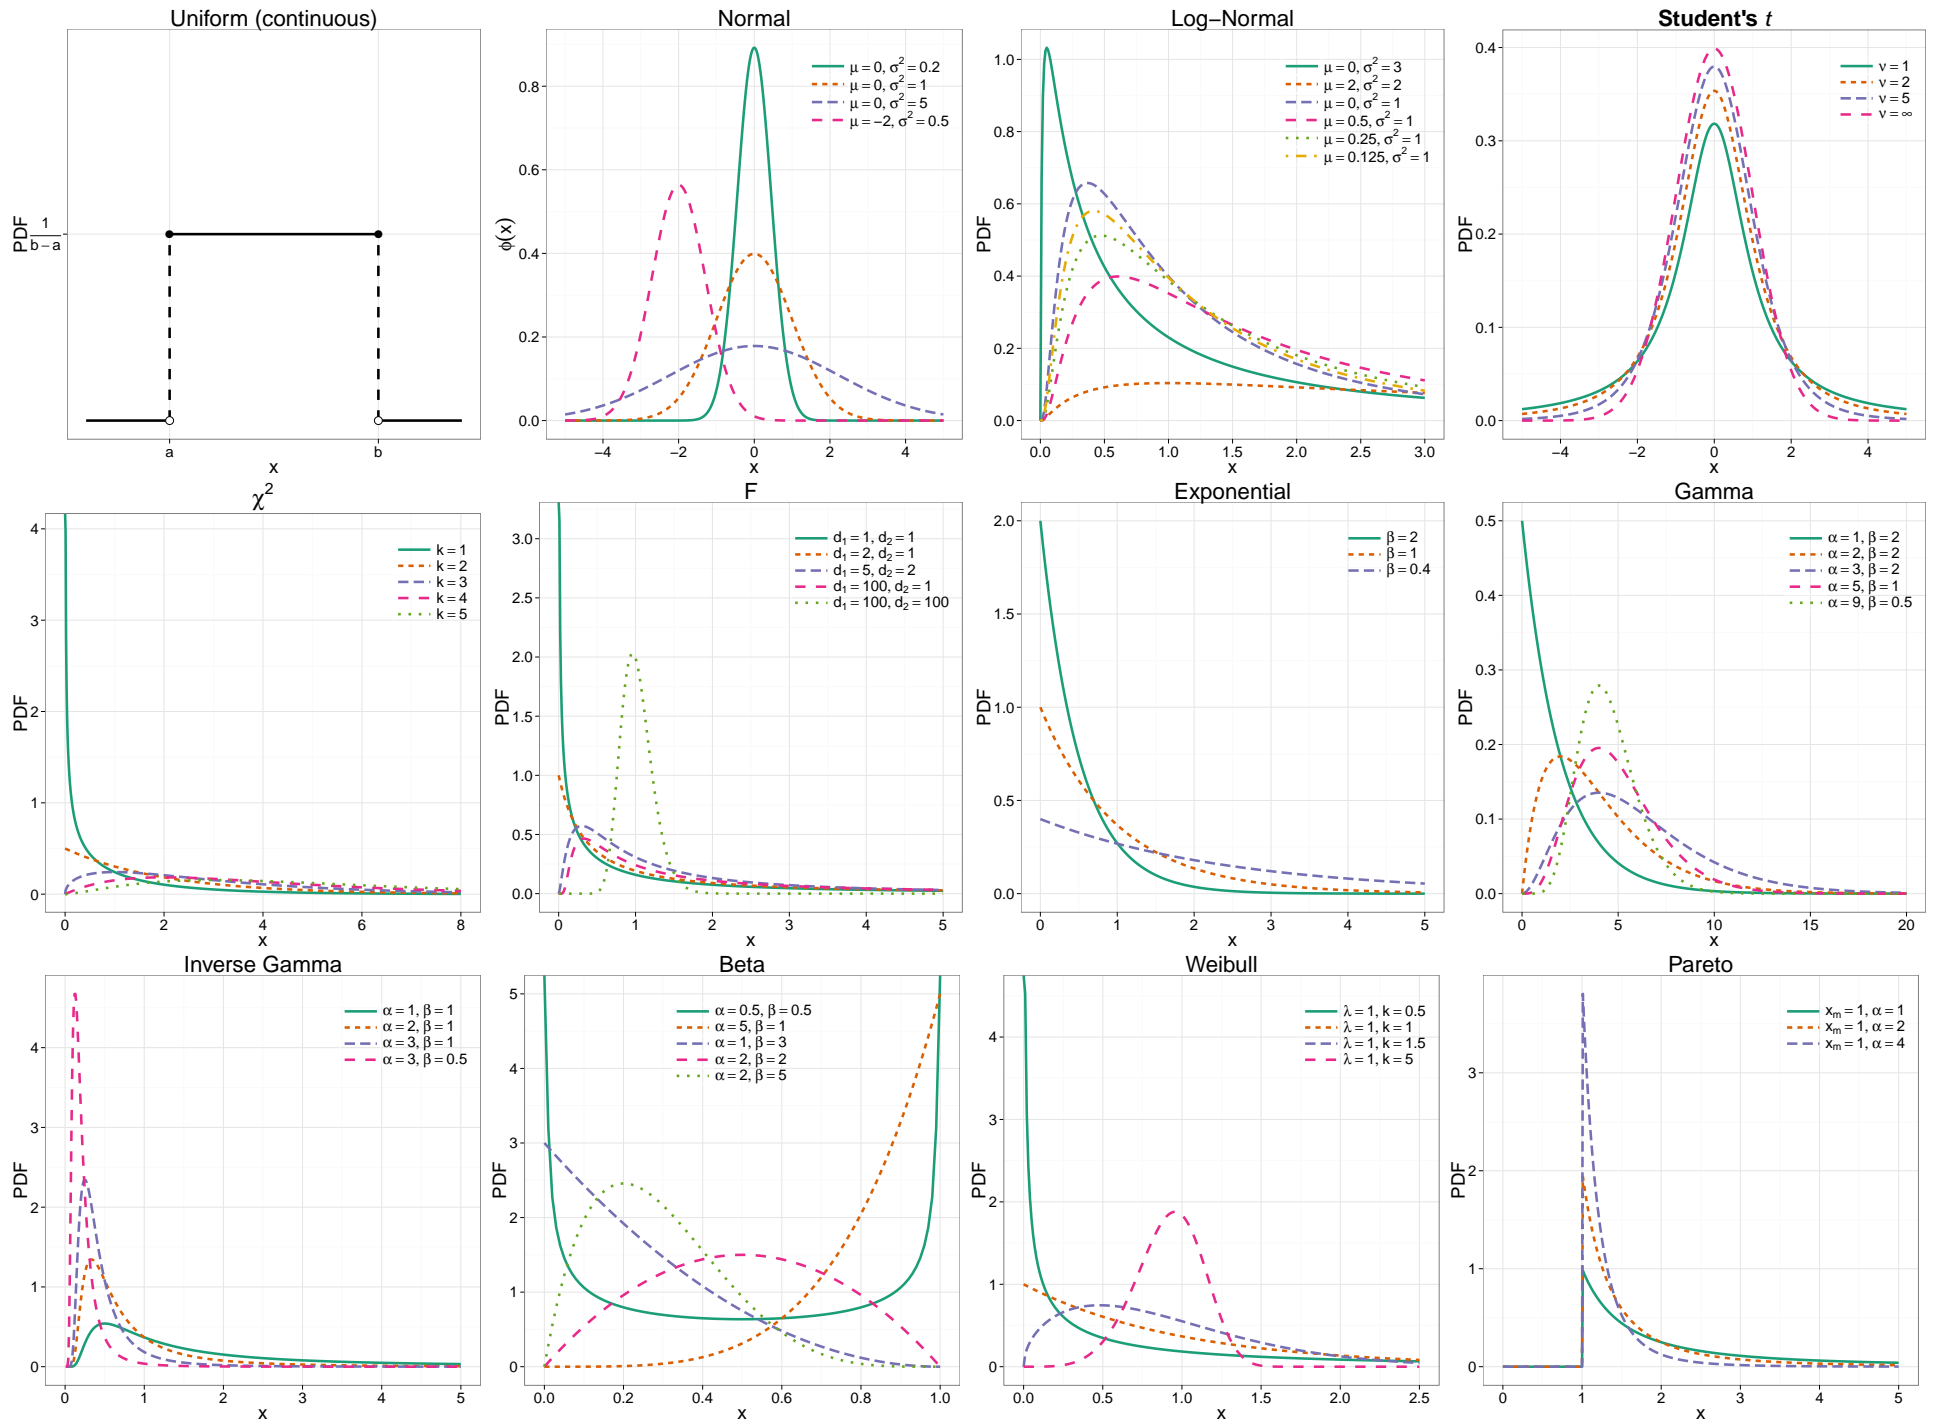 Uniform (continuous)
PDF
1
b − a
a
b
x
Normal
μ = 0, σ² = 0.2
μ = 0, σ² = 1
μ = 0, σ² = 5
μ = −2, σ² = 0.5
ϕ(x)
0.8
0.6
0.4
0.2
0.0
−4 −2 0 2 4
x
Log−Normal
μ = 0, σ² = 3
μ = 2, σ² = 2
μ = 0, σ² = 1
μ = 0.5, σ² = 1
μ = 0.25, σ² = 1
μ = 0.125, σ² = 1
PDF
1.0
0.8
0.6
0.4
0.2
0.0
0.0 0.5 1.0 1.5 2.0 2.5 3.0
x
Student's t
ν = 1
ν = 2
ν = 5
ν = ∞
PDF
0.4
0.3
0.2
0.1
0.0
−4 −2 0 2 4
x
χ²
k = 1
k = 2
k = 3
k = 4
k = 5
PDF
4
3
2
1
0
0 2 4 6 8
x
F
d₁ = 1, d₂ = 1
d₁ = 2, d₂ = 1
d₁ = 5, d₂ = 2
d₁ = 100, d₂ = 1
d₁ = 100, d₂ = 100
PDF
3.0
2.5
2.0
1.5
1.0
0.5
0.0
0 1 2 3 4 5
x
Exponential
β = 2
β = 1
β = 0.4
PDF
2.0
1.5
1.0
0.5
0.0
0 1 2 3 4 5
x
Gamma
α = 1, β = 2
α = 2, β = 2
α = 3, β = 2
α = 5, β = 1
α = 9, β = 0.5
PDF
0.5
0.4
0.3
0.2
0.1
0.0
0 5 10 15 20
x
Inverse Gamma
α = 1, β = 1
α = 2, β = 1
α = 3, β = 1
α = 3, β = 0.5
PDF
4
3
2
1
0
0 1 2 3 4 5
x
Beta
α = 0.5, β = 0.5
α = 5, β = 1
α = 1, β = 3
α = 2, β = 2
α = 2, β = 5
PDF
5
4
3
2
1
0
0.0 0.2 0.4 0.6 0.8 1.0
x
Weibull
λ = 1, k = 0.5
λ = 1, k = 1
λ = 1, k = 1.5
λ = 1, k = 5
PDF
4
3
2
1
0
0.0 0.5 1.0 1.5 2.0 2.5
x
Pareto
xₘ = 1, α = 1
xₘ = 1, α = 2
xₘ = 1, α = 4
PDF
3
2
1
0
0 1 2 3 4 5
x